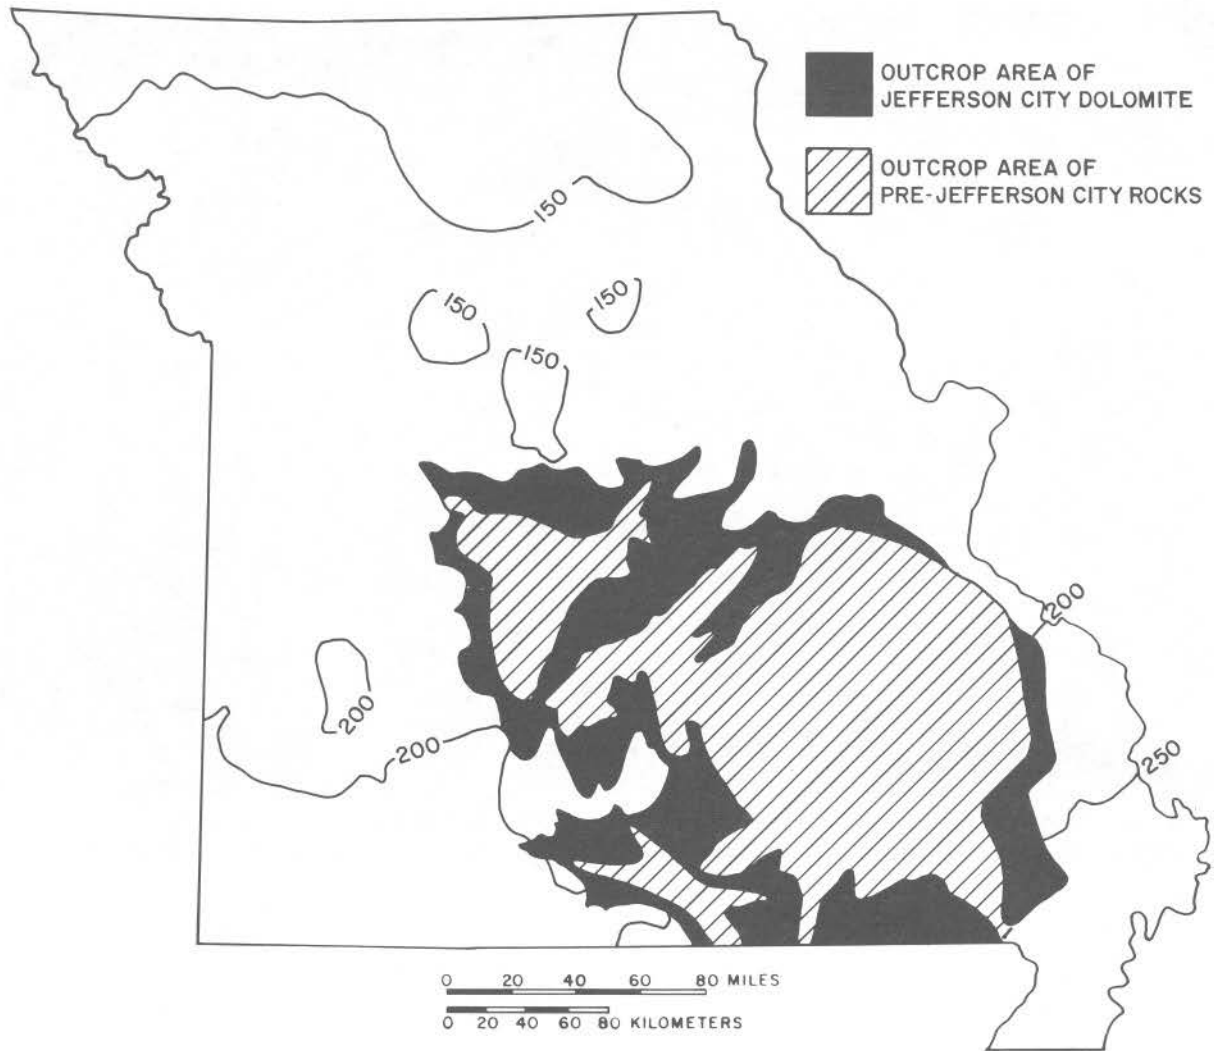 OUTCROP AREA OF
JEFFERSON CITY DOLOMITE
OUTCROP AREA OF
PRE-JEFFERSON CITY ROCKS
150
150
150
150
200
200
200
250
0 20 40 60 80 MILES
0 20 40 60 80 KILOMETERS